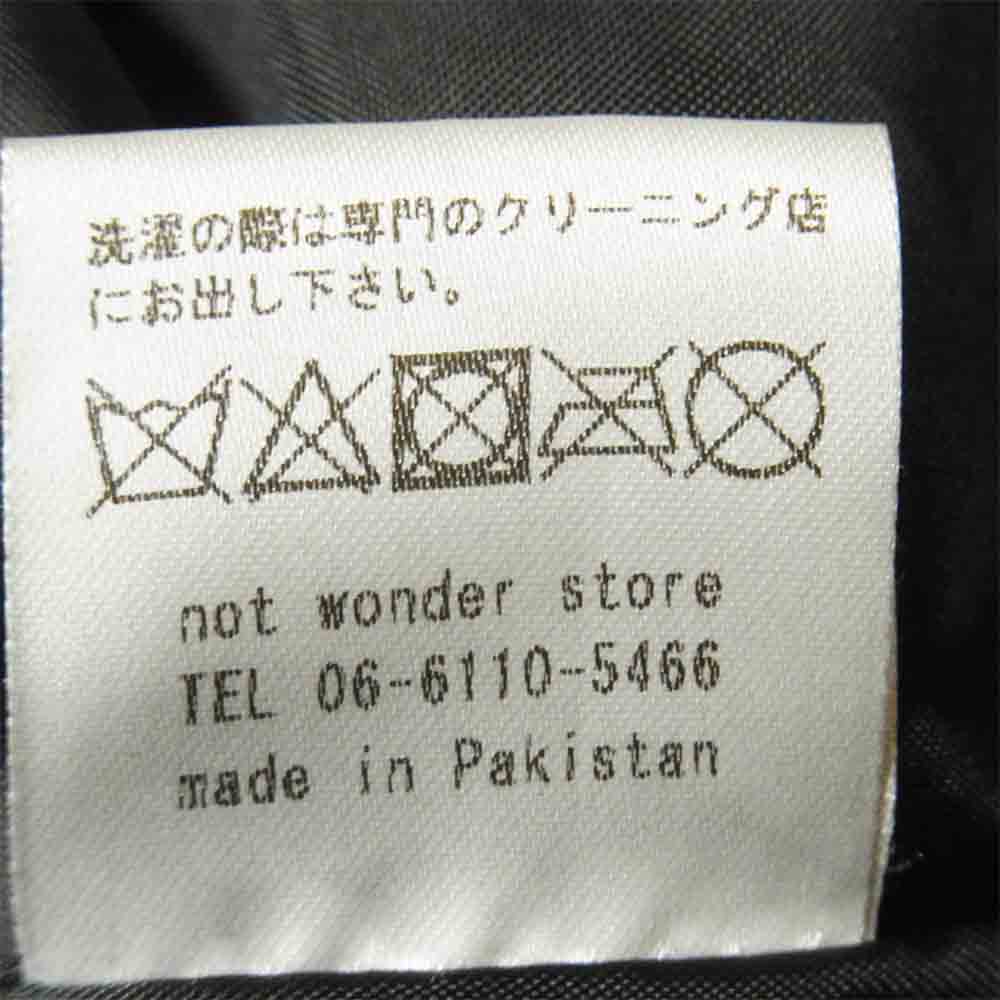 洗濯の際は専門のクリーニング店
にお出し下さい。
not wonder store
TEL 06-6110-5466
made in Pakistan